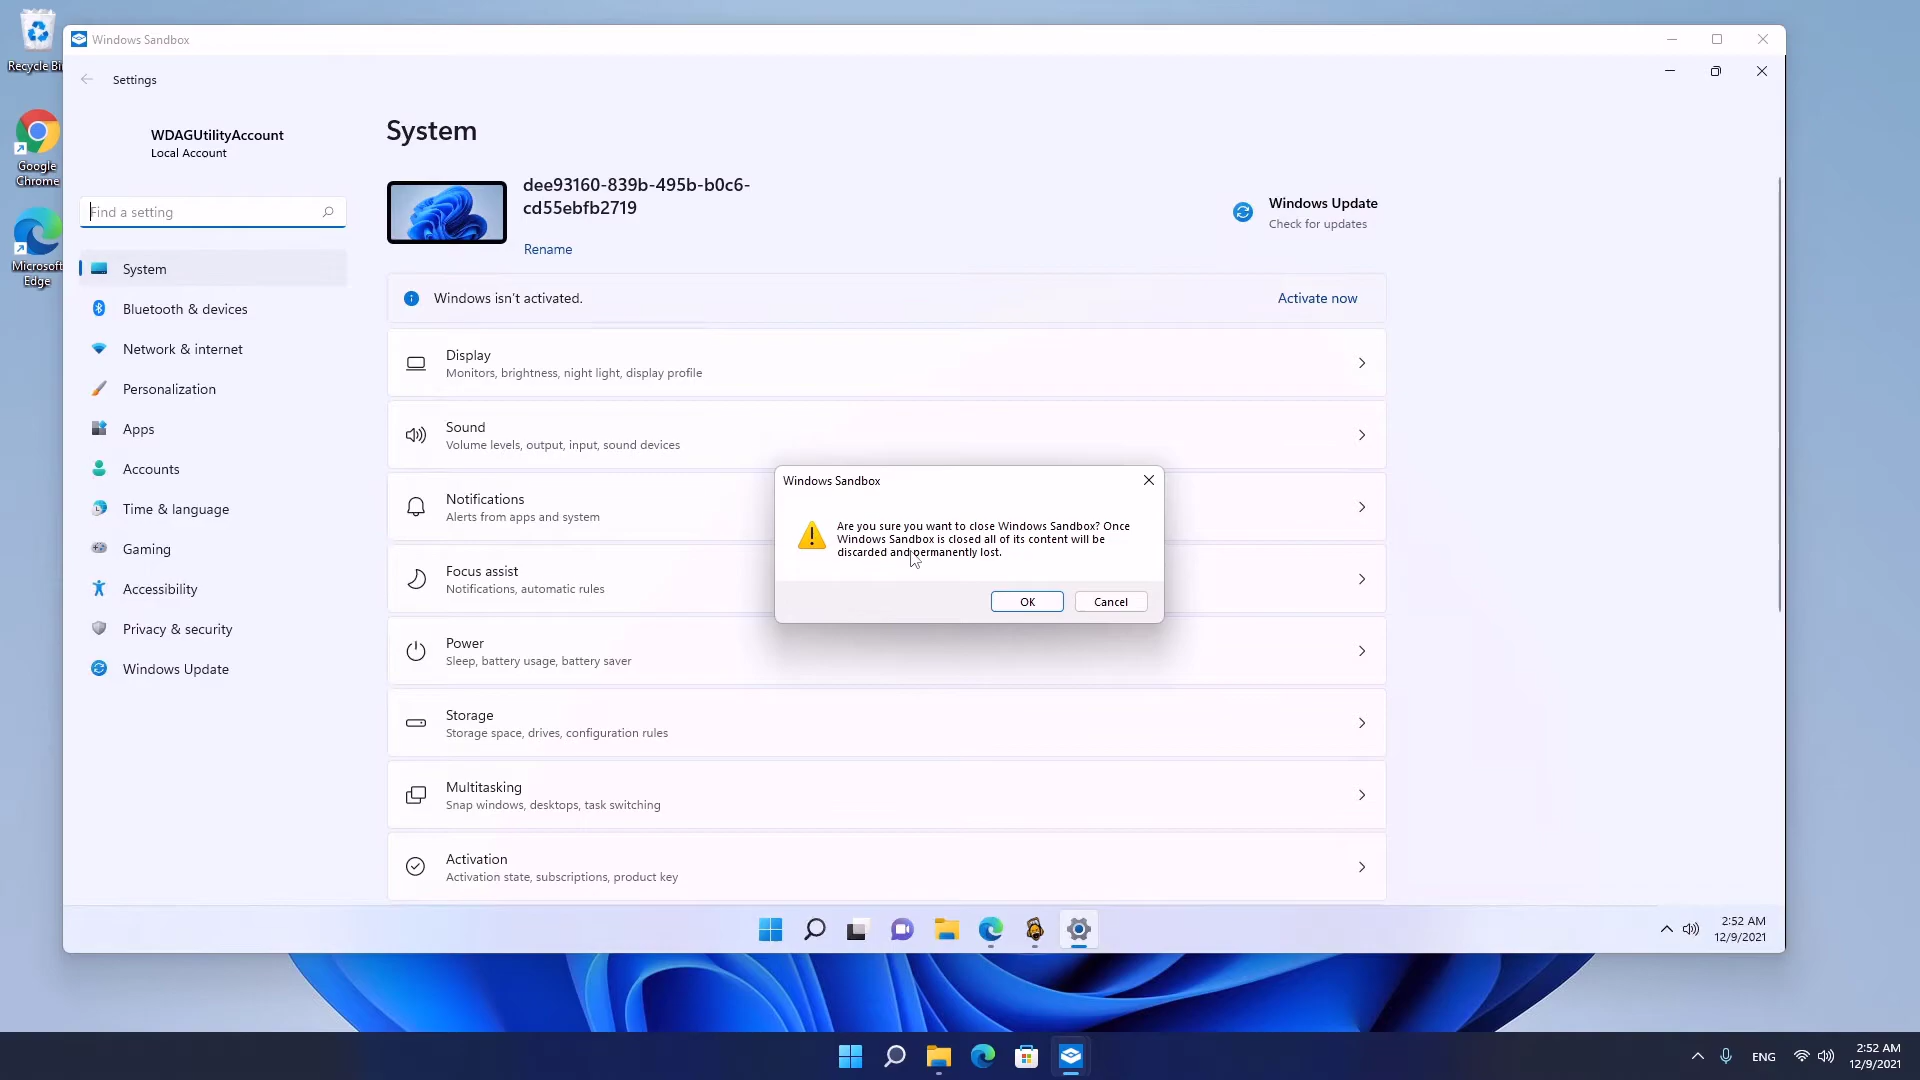 Recycle Bi
Google
Chrome
Microsoft
Edge
Windows Sandbox
Settings
WDAGUtilityAccount
Local Account
Find a setting
System
Bluetooth & devices
Network & internet
Personalization
Apps
Accounts
Time & language
Gaming
Accessibility
Privacy & security
Windows Update
System
dee93160-839b-495b-b0c6-
cd55ebfb2719
Rename
Windows Update
Check for updates
Windows isn't activated.
Activate now
Display
Monitors, brightness, night light, display profile
Sound
Volume levels, output, input, sound devices
Notifications
Alerts from apps and system
Focus assist
Notifications, automatic rules
Power
Sleep, battery usage, battery saver
Storage
Storage space, drives, configuration rules
Multitasking
Snap windows, desktops, task switching
Activation
Activation state, subscriptions, product key
Windows Sandbox
Are you sure you want to close Windows Sandbox? Once
Windows Sandbox is closed all of its content will be
discarded and permanently lost.
OK
Cancel
2:52 AM
12/9/2021
ENG
2:52 AM
12/9/2021